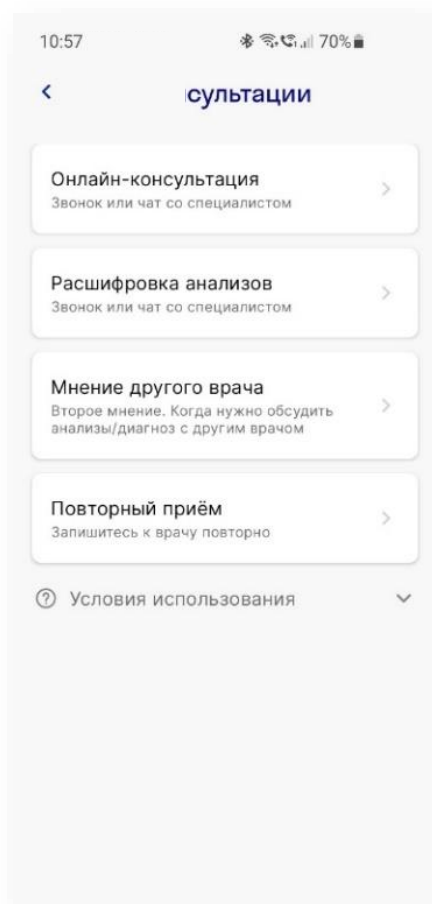 10:57 70%
сультации
Онлайн-консультация
Звонок или чат со специалистом
Расшифровка анализов
Звонок или чат со специалистом
Мнение другого врача
Второе мнение. Когда нужно обсудить
анализы/диагноз с другим врачом
Повторный приём
Запишитесь к врачу повторно
Условия использования